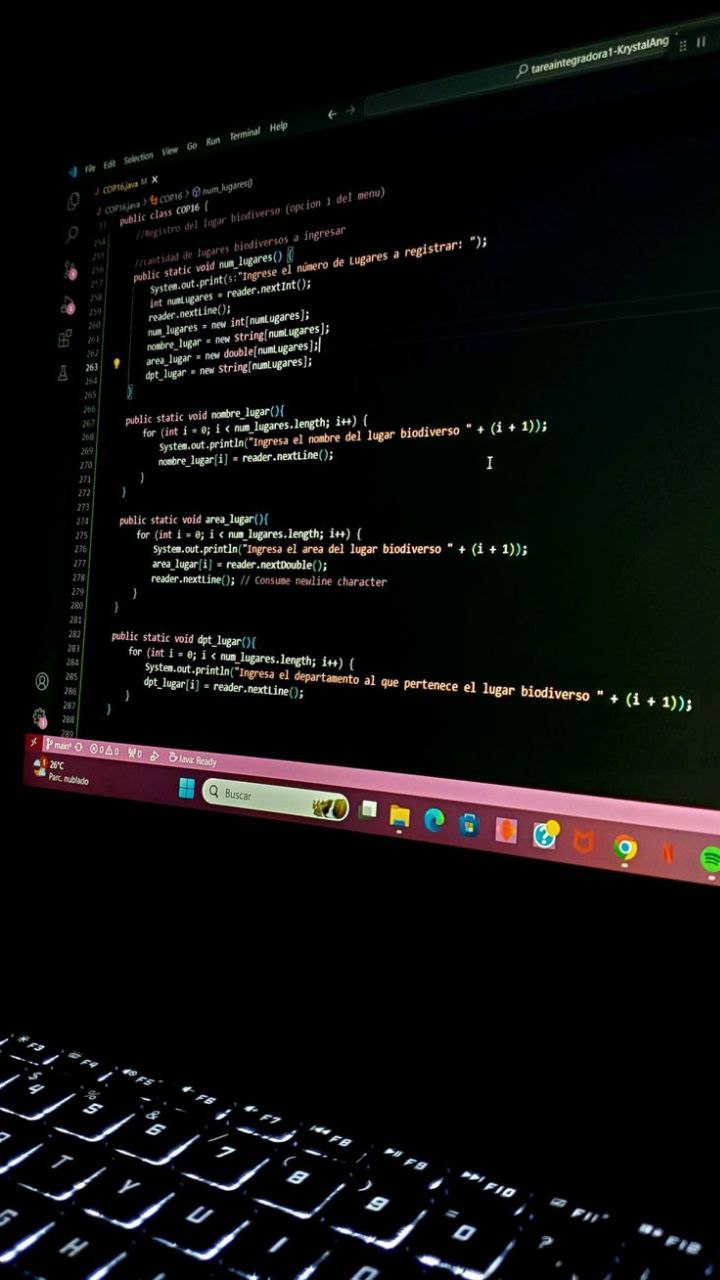 tareaintegradora1-KrystalAng
File Edit Selection View Go Run Terminal Help
COP16.java M X
COP16.java > COP16 > num_lugares()
public class COP16 {
254 //Registro del lugar biodiverso (opcion 1 del menu)
255
256 //cantidad de lugares biodiversos a ingresar
257 public static void num_lugares() {
258 System.out.print(s:"Ingrese el número de Lugares a registrar: ");
259 int numLugares = reader.nextInt();
260 reader.nextLine();
261 num_lugares = new int[numLugares];
262 nombre_lugar = new String[numLugares];
263 area_lugar = new double[numLugares];
264 dpt_lugar = new String[numLugares];
265 }
266
267 public static void nombre_lugar(){
268 for (int i = 0; i < num_lugares.length; i++) {
269 System.out.println("Ingresa el nombre del lugar biodiverso " + (i + 1));
270 nombre_lugar[i] = reader.nextLine();
271 }
272 }
273
274 public static void area_lugar(){
275 for (int i = 0; i < num_lugares.length; i++) {
276 System.out.println("Ingresa el area del lugar biodiverso " + (i + 1));
277 area_lugar[i] = reader.nextDouble();
278 reader.nextLine(); // Consume newline character
279 }
280 }
281
282 public static void dpt_lugar(){
283 for (int i = 0; i < num_lugares.length; i++) {
284 System.out.println("Ingresa el departamento al que pertenece el lugar biodiverso " + (i + 1));
285 dpt_lugar[i] = reader.nextLine();
286 }
287 }
288
289
main* 0 0 0 Java: Ready
26°C
Parc. nublado
Buscar
F3 F4 F5 F6 F7 F8 F9 F10 F11 F12
$ % & / ( ) = ?
4 5 6 7 8 9 0
T Y U I O
G H